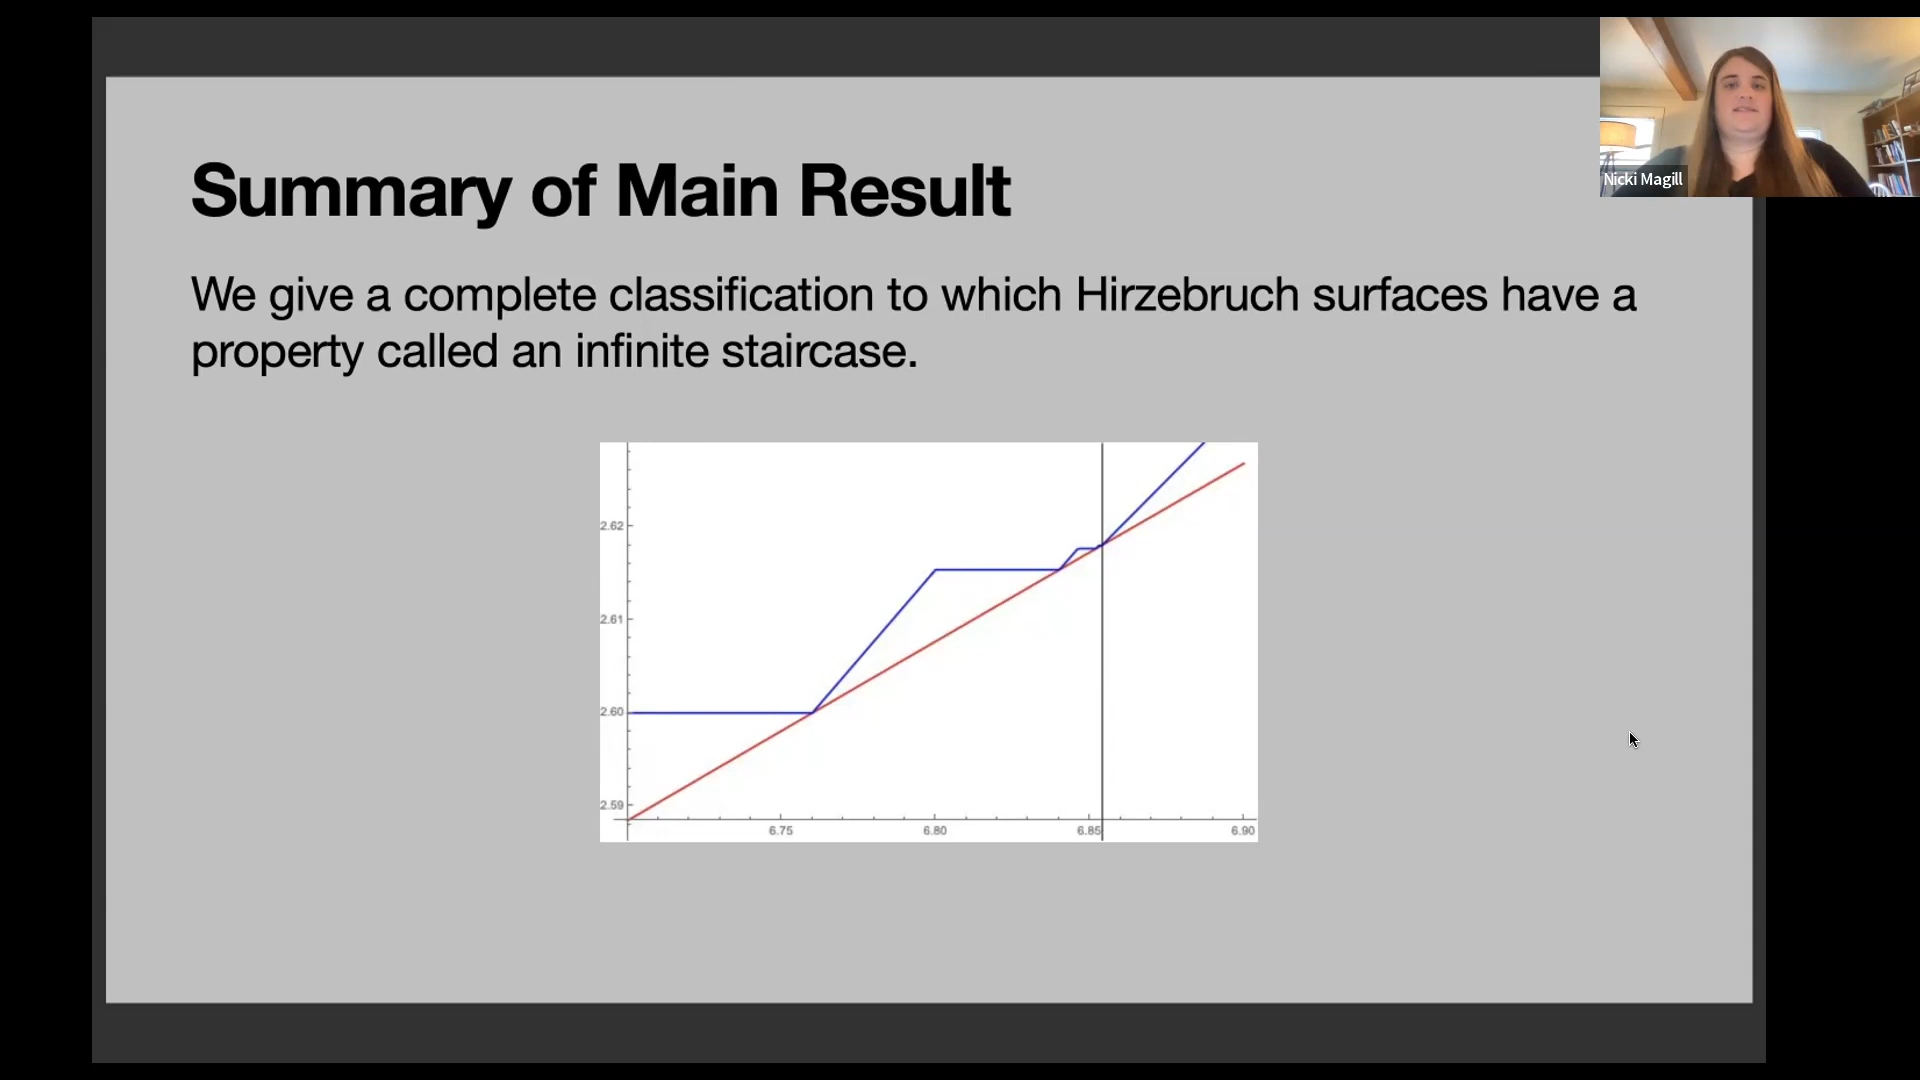 Summary of Main Result
We give a complete classification to which Hirzebruch surfaces have a
property called an infinite staircase.
2.62
2.61
2.60
2.59
6.75
6.80
6.85
6.90
Nicki Magill